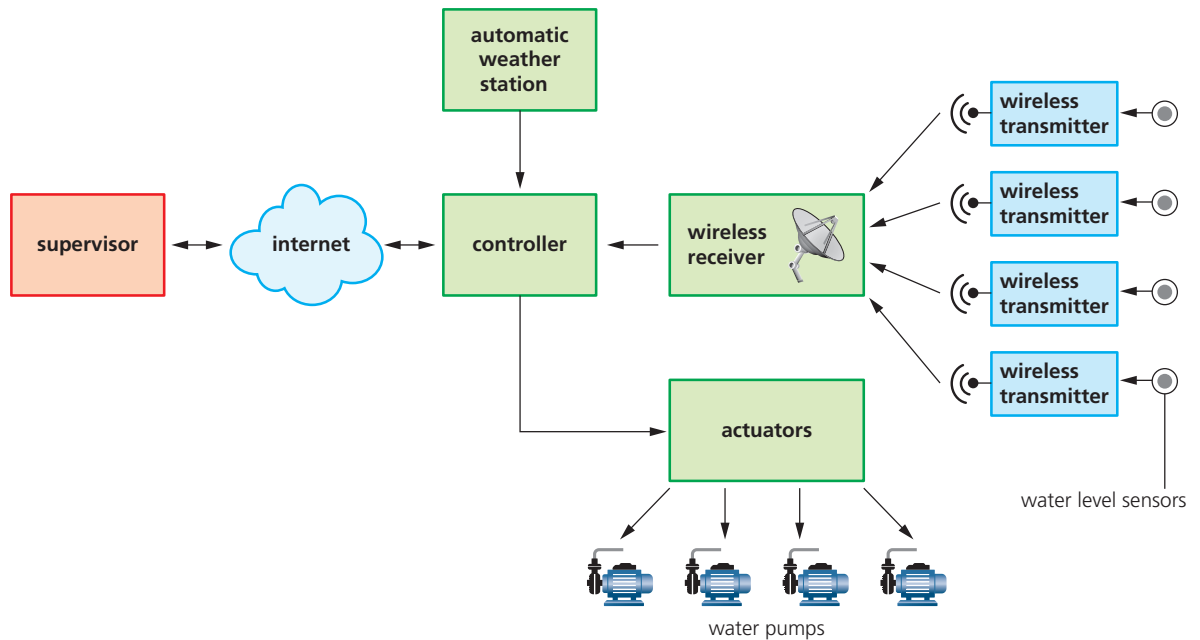 automatic
weather
station
supervisor
internet
controller
wireless
receiver
wireless
transmitter
wireless
transmitter
wireless
transmitter
wireless
transmitter
actuators
water level sensors
water pumps